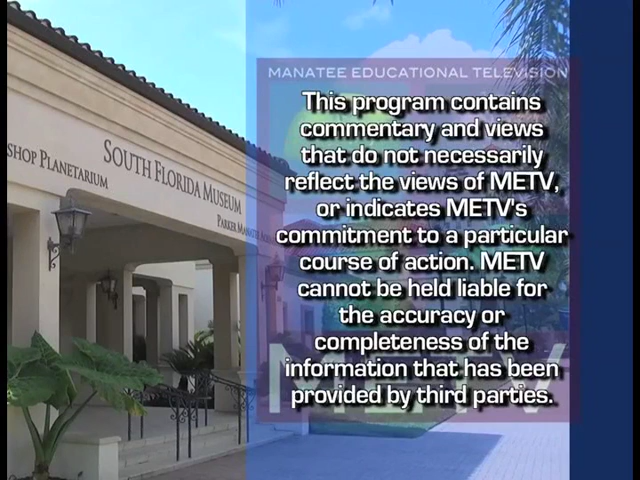 SHOP PLANETARIUM
SOUTH FLORIDA MUSEUM
PARKER MANATEE
MANATEE EDUCATIONAL TELEVISION
This program contains
commentary and views
that do not necessarily
reflect the views of METV,
or indicates METV's
commitment to a particular
course of action. METV
cannot be held liable for
the accuracy or
completeness of the
information that has been
provided by third parties.
METV